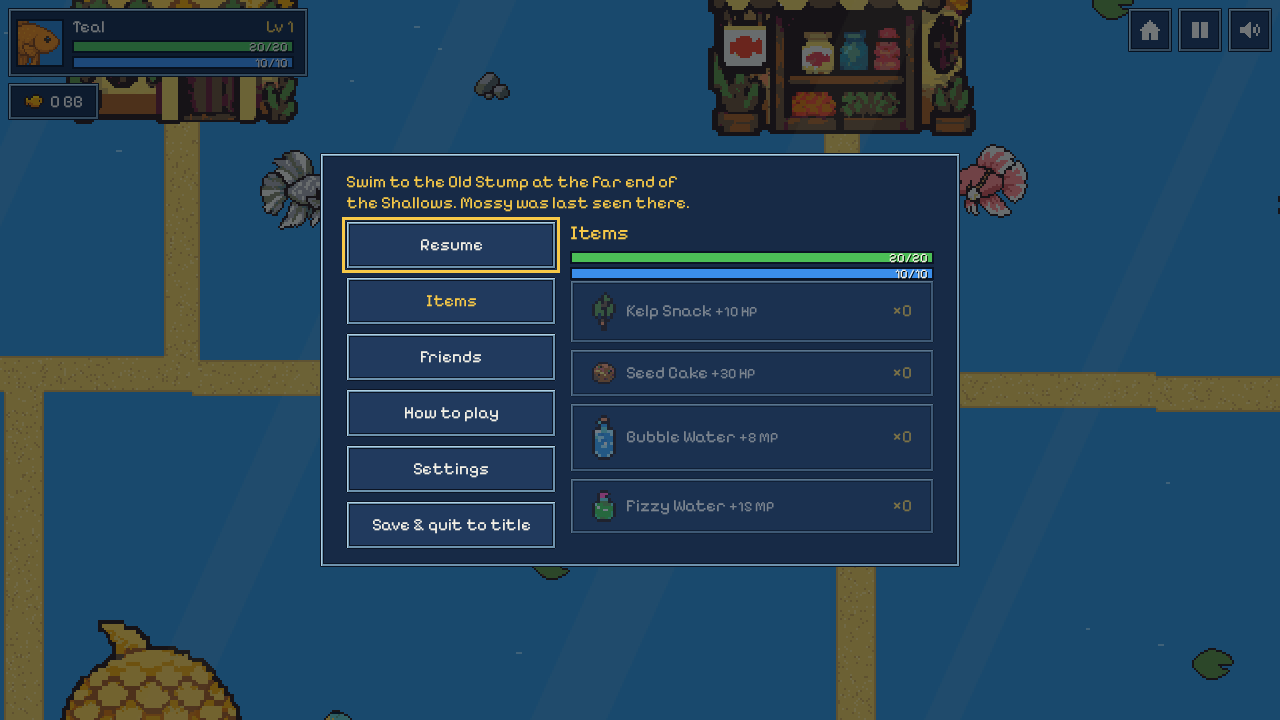 Teal Lv 1
20/20
10/10
0 GG
Swim to the Old Stump at the far end of
the Shallows. Mossy was last seen there.
Resume
Items
Friends
How to play
Settings
Save & quit to title
Items
20/20
10/10
Kelp Snack +10 HP ×0
Seed Cake +30 HP ×0
Bubble Water +8 MP ×0
Fizzy Water +18 MP ×0